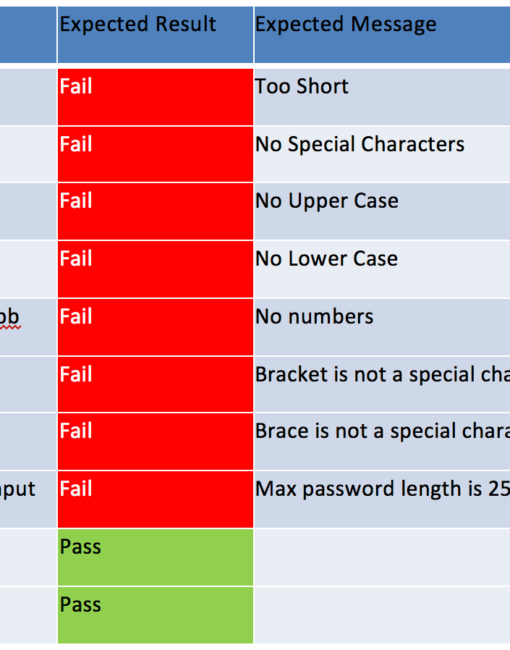 Expected Result Expected Message
Fail Too Short
Fail No Special Characters
Fail No Upper Case
Fail No Lower Case
Fail No numbers
Fail Bracket is not a special cha
Fail Brace is not a special chara
Fail Max password length is 25
Pass
Pass